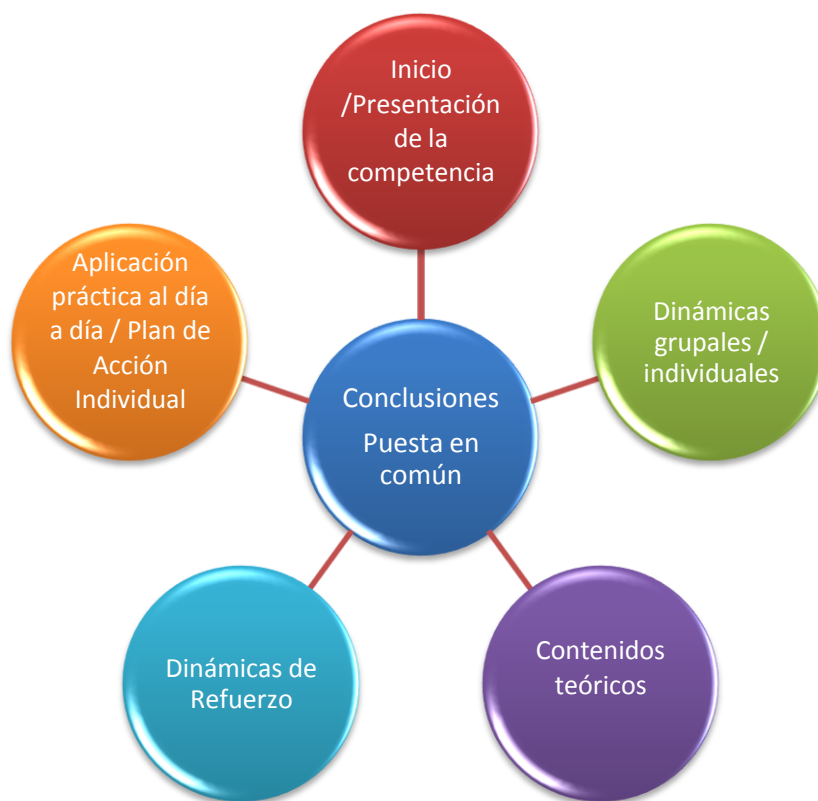 Inicio
/Presentación
de la
competencia
Dinámicas
grupales /
individuales
Contenidos
teóricos
Dinámicas de
Refuerzo
Aplicación
práctica al día
a día / Plan de
Acción
Individual
Conclusiones
Puesta en
común